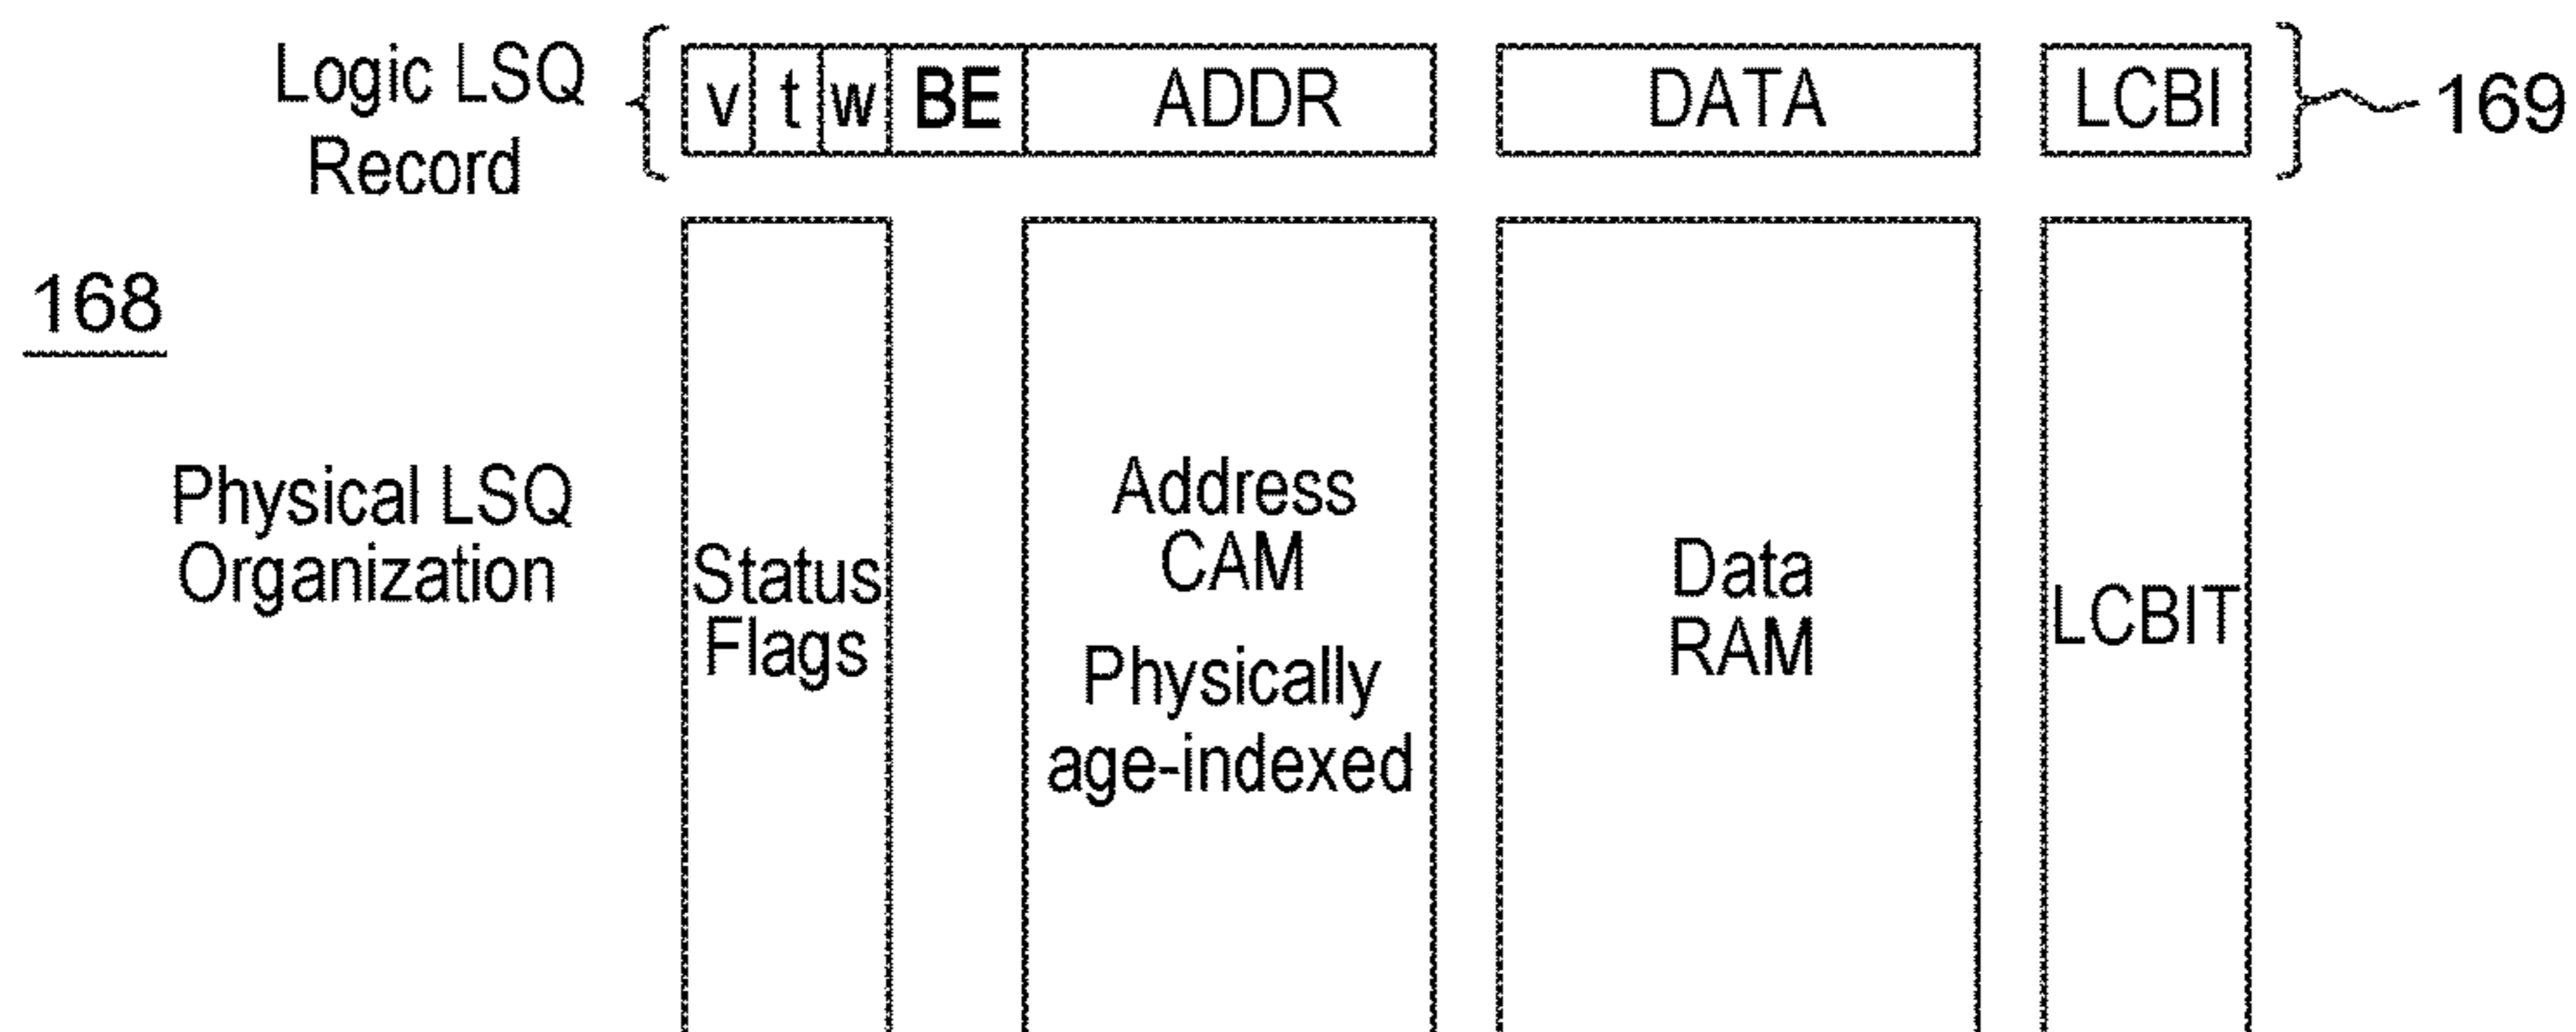 Logic LSQ
Record
v t w BE ADDR DATA LCBI
169
168
Physical LSQ
Organization
Status
Flags
Address
CAM
Physically
age-indexed
Data
RAM
LCBIT